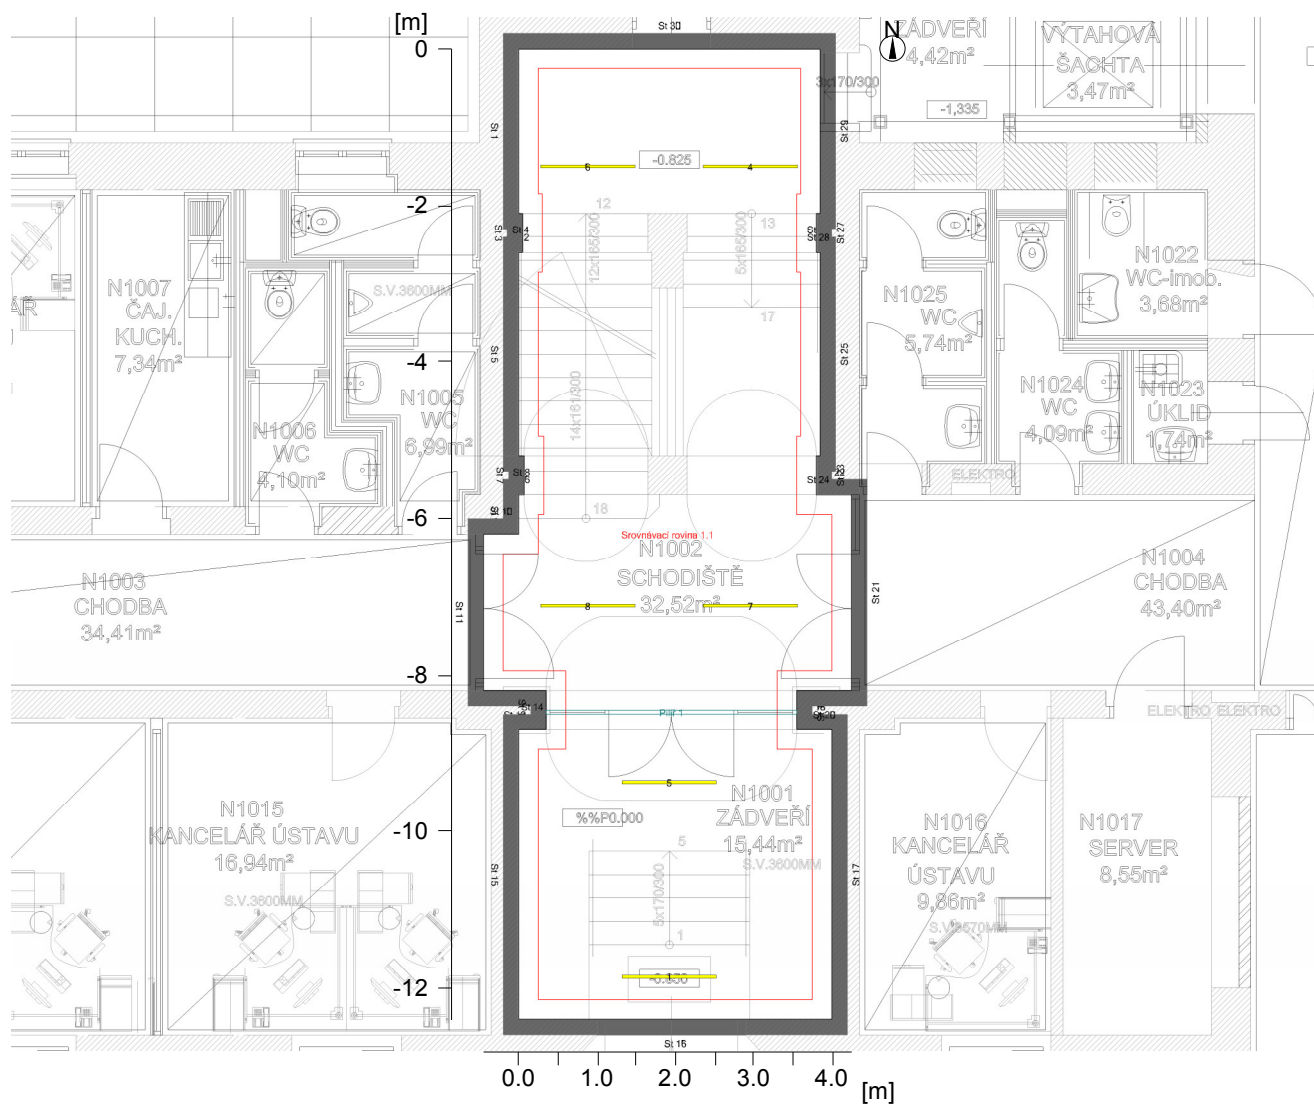 [m]
0
-2
-4
-6
-8
-10
-12
0.0 1.0 2.0 3.0 4.0
[m]
N
St 30
ZÁDVEŘÍ
4,42m²
VÝTAHOVÁ
ŠACHTA
3,47m²
3x170/300
-1,335
St 1
St 29
-0.825
6
4
12
13
12x165/300
5x165/300
17
St 3
St 4
St 27
St 28
S.V.3600MM
N1007
ČAJ.
KUCH.
7,34m²
N1005
WC
6,99m²
N1006
WC
4,10m²
St 5
St 25
14x161/300
N1025
WC
5,74m²
N1022
WC-imob.
3,68m²
N1024
WC
4,09m²
N1023
ÚKLID
1,74m²
ELEKTRO
St 7
St 24
18
Srovnávací rovina 1.1
N1002
SCHODIŠTĚ
32,52m²
N1003
CHODBA
34,41m²
N1004
CHODBA
43,40m²
St 11
St 21
8
7
St 14
Pilíř 1
ELEKTRO ELEKTRO
5
N1001
ZÁDVEŘÍ
15,44m²
S.V.3600MM
%%P0.000
5
5x170/300
1
N1015
KANCELÁŘ ÚSTAVU
16,94m²
S.V.3600MM
N1016
KANCELÁŘ
ÚSTAVU
9,86m²
S.V.3570MM
N1017
SERVER
8,55m²
St 15
St 17
St 16